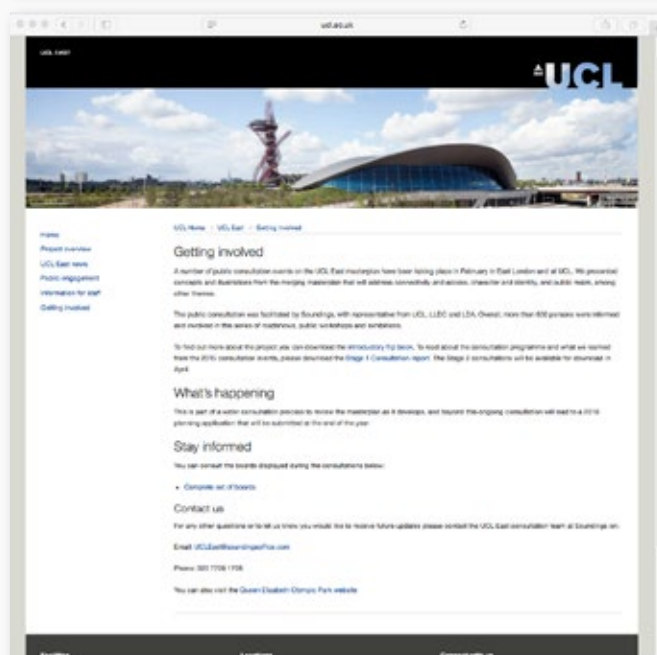 ucl.ac.uk
UCL EAST
UCL
Home
Project overview
UCL East news
Public engagement
Information for staff
Getting involved
UCL Home / UCL East / Getting involved
Getting involved
A number of public consultation events on the UCL East masterplan have been taking place in February in East London and at UCL. We presented
concepts and illustrations from the merging masterplan that will address connectivity and access, character and identity, and public realm, among
other themes.
The public consultation was facilitated by Soundings, with representative from UCL, LLDC and LDA. Overall, more than 600 persons were informed
and involved in this series of roadshows, public workshops and exhibitions.
To find out more about the project you can download the introductory flip book. To read about the consultation programme and what we learned
from the 2015 consultation events, please download the Stage 1 Consultation report. The Stage 2 consultations will be available for download in
April.
What's happening
This is part of a wider consultation process to review the masterplan as it develops, and beyond this ongoing consultation will lead to a 2016
planning application that will be submitted at the end of the year.
Stay informed
You can consult the boards displayed during the consultations below:
• Complete set of boards
Contact us
For any other questions or to let us know you would like to receive future updates please contact the UCL East consultation team at Soundings on:
Email: UCLEast@soundingsoffice.com
Phone: 020 7729 1705
You can also visit the Queen Elizabeth Olympic Park website
Facilities
Locations
Connect with us